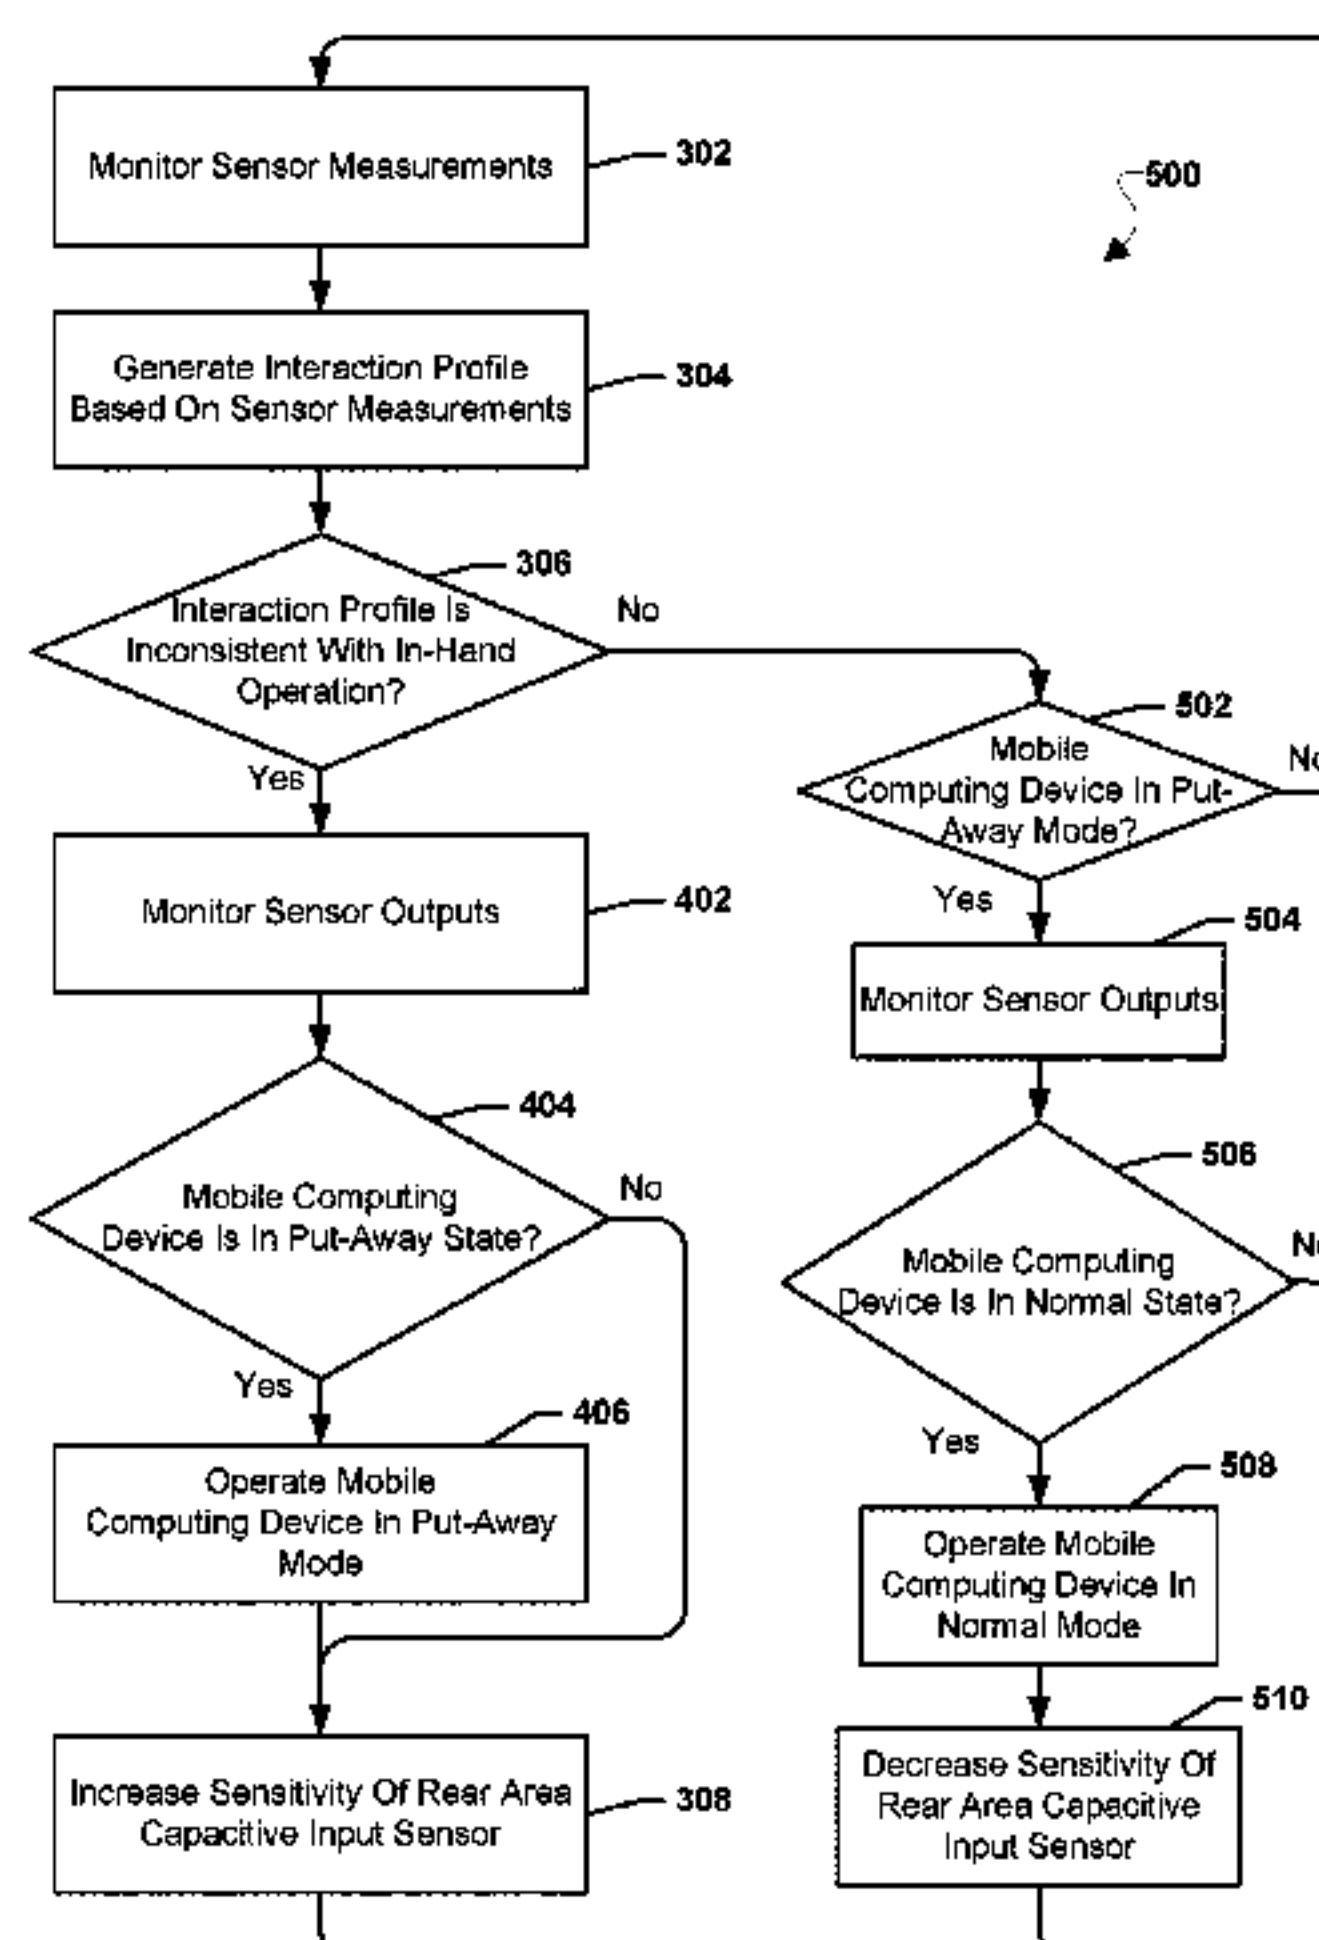 Monitor Sensor Measurements
302
500
Generate Interaction Profile
Based On Sensor Measurements
304
306
Interaction Profile Is
Inconsistent With In-Hand
Operation?
No
Yes
502
Mobile
Computing Device In Put-
Away Mode?
Yes
Monitor Sensor Outputs
402
504
Monitor Sensor Outputs
404
Mobile Computing
Device Is In Put-Away State?
No
Yes
506
Mobile Computing
Device Is In Normal State?
Yes
406
Operate Mobile
Computing Device In Put-Away
Mode
508
Operate Mobile
Computing Device In
Normal Mode
Increase Sensitivity Of Rear Area
Capacitive Input Sensor
308
510
Decrease Sensitivity Of
Rear Area Capacitive
Input Sensor